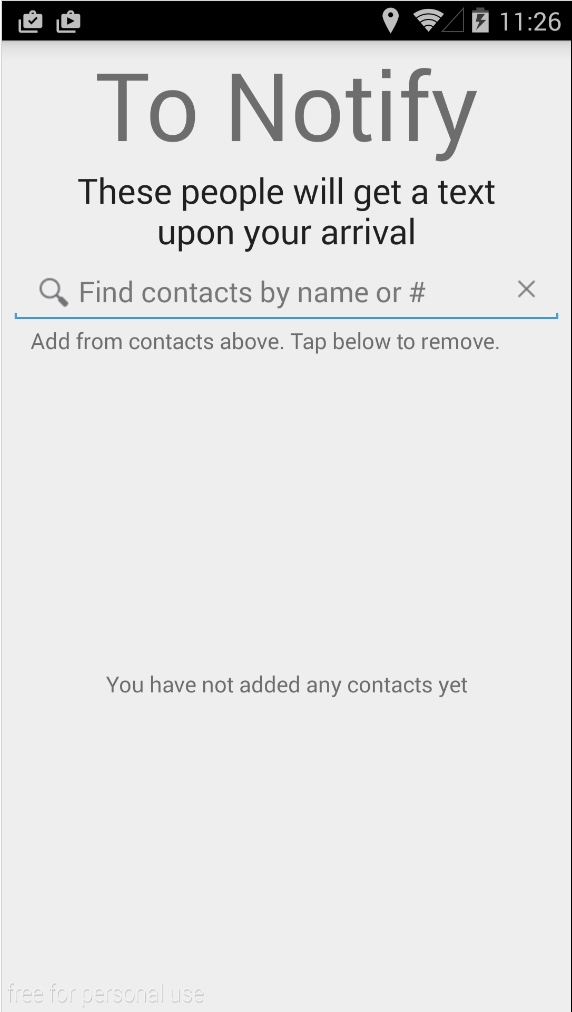 11:26
To Notify
These people will get a text
upon your arrival
Find contacts by name or #
Add from contacts above. Tap below to remove.
You have not added any contacts yet
free for personal use